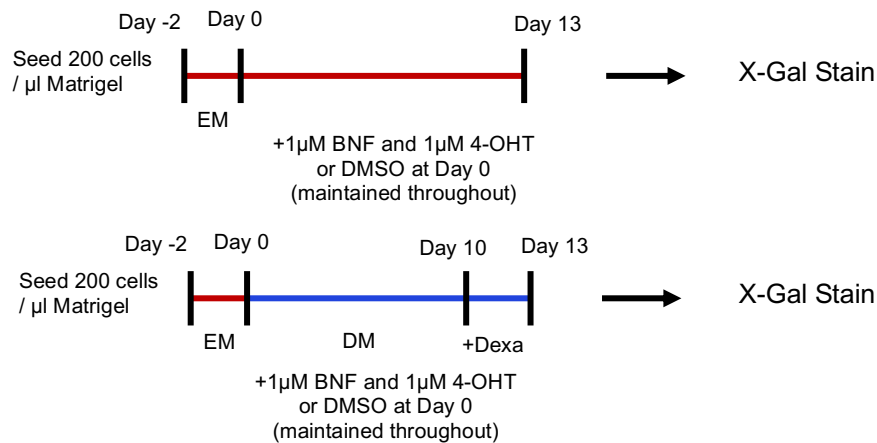 Day -2
Day 0
Day 13
Seed 200 cells
/ µl Matrigel
EM
X-Gal Stain
+1µM BNF and 1µM 4-OHT
or DMSO at Day 0
(maintained throughout)
Day -2
Day 0
Day 10
Day 13
Seed 200 cells
/ µl Matrigel
EM
DM
+Dexa
X-Gal Stain
+1µM BNF and 1µM 4-OHT
or DMSO at Day 0
(maintained throughout)